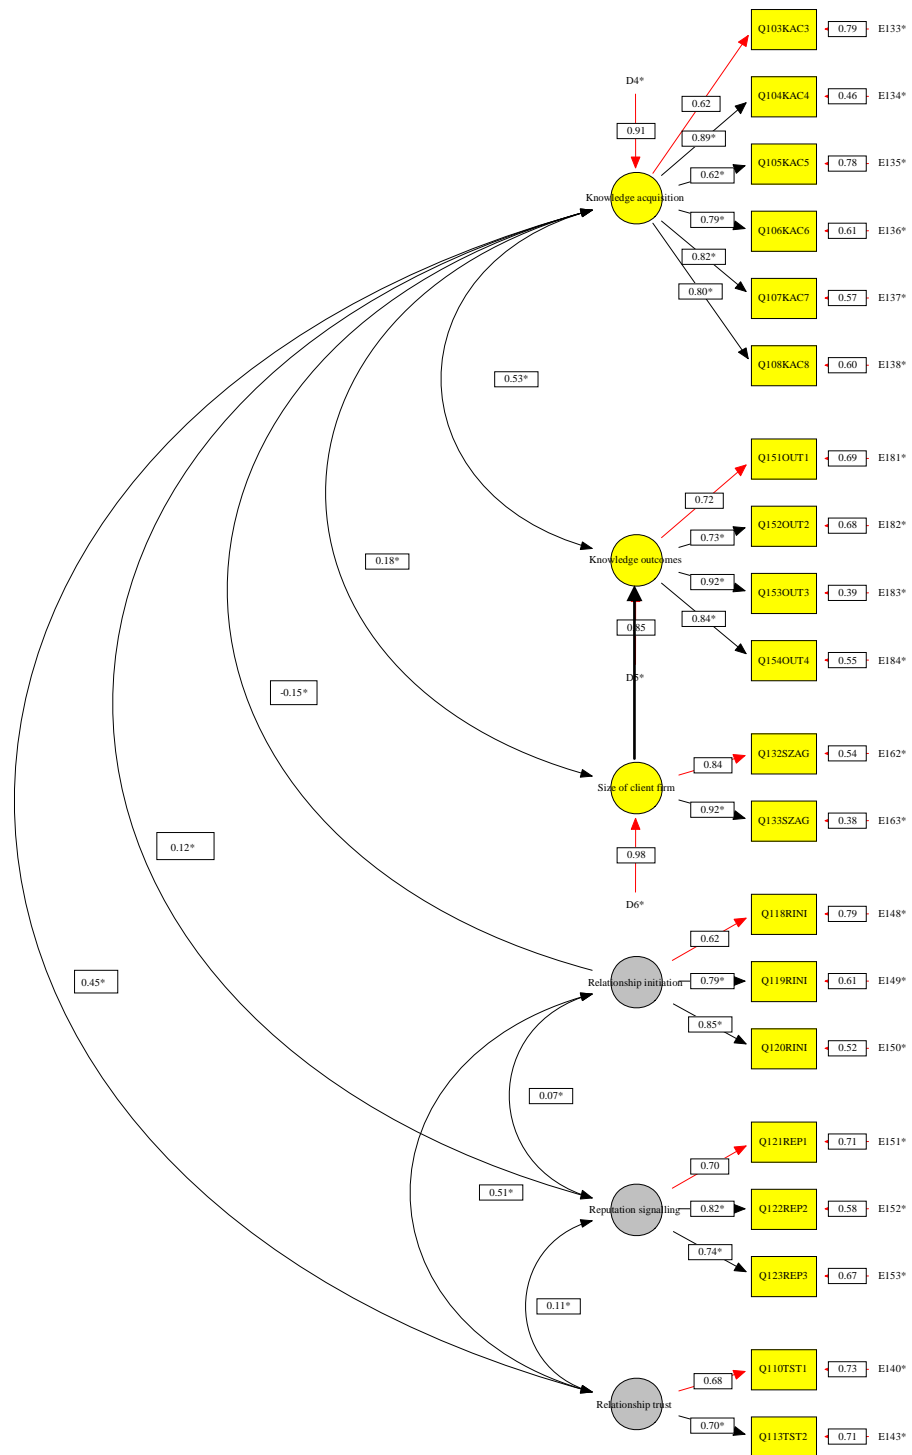 Q103KAC3 0.79 E133*
D4*
0.62
Q104KAC4 0.46 E134*
0.91
0.89*
Q105KAC5 0.78 E135*
0.62*
Knowledge acquisition
0.79*
Q106KAC6 0.61 E136*
0.82*
0.80*
Q107KAC7 0.57 E137*
Q108KAC8 0.60 E138*
0.53*
Q151OUT1 0.69 E181*
0.72
Q152OUT2 0.68 E182*
0.73*
Knowledge outcomes
0.18*
0.92*
Q153OUT3 0.39 E183*
0.84*
0.85
Q154OUT4 0.55 E184*
D5*
-0.15*
Q132SZAG 0.54 E162*
0.84
Size of client firm
0.92*
Q133SZAG 0.38 E163*
0.12*
0.98
D6*
Q118RINI 0.79 E148*
0.62
0.45*
Relationship initiation
0.79*
Q119RINI 0.61 E149*
0.85*
Q120RINI 0.52 E150*
0.07*
Q121REP1 0.71 E151*
0.70
0.51*
Reputation signalling
0.82*
Q122REP2 0.58 E152*
0.74*
Q123REP3 0.67 E153*
0.11*
Q110TST1 0.73 E140*
0.68
Relationship trust
0.70*
Q113TST2 0.71 E143*